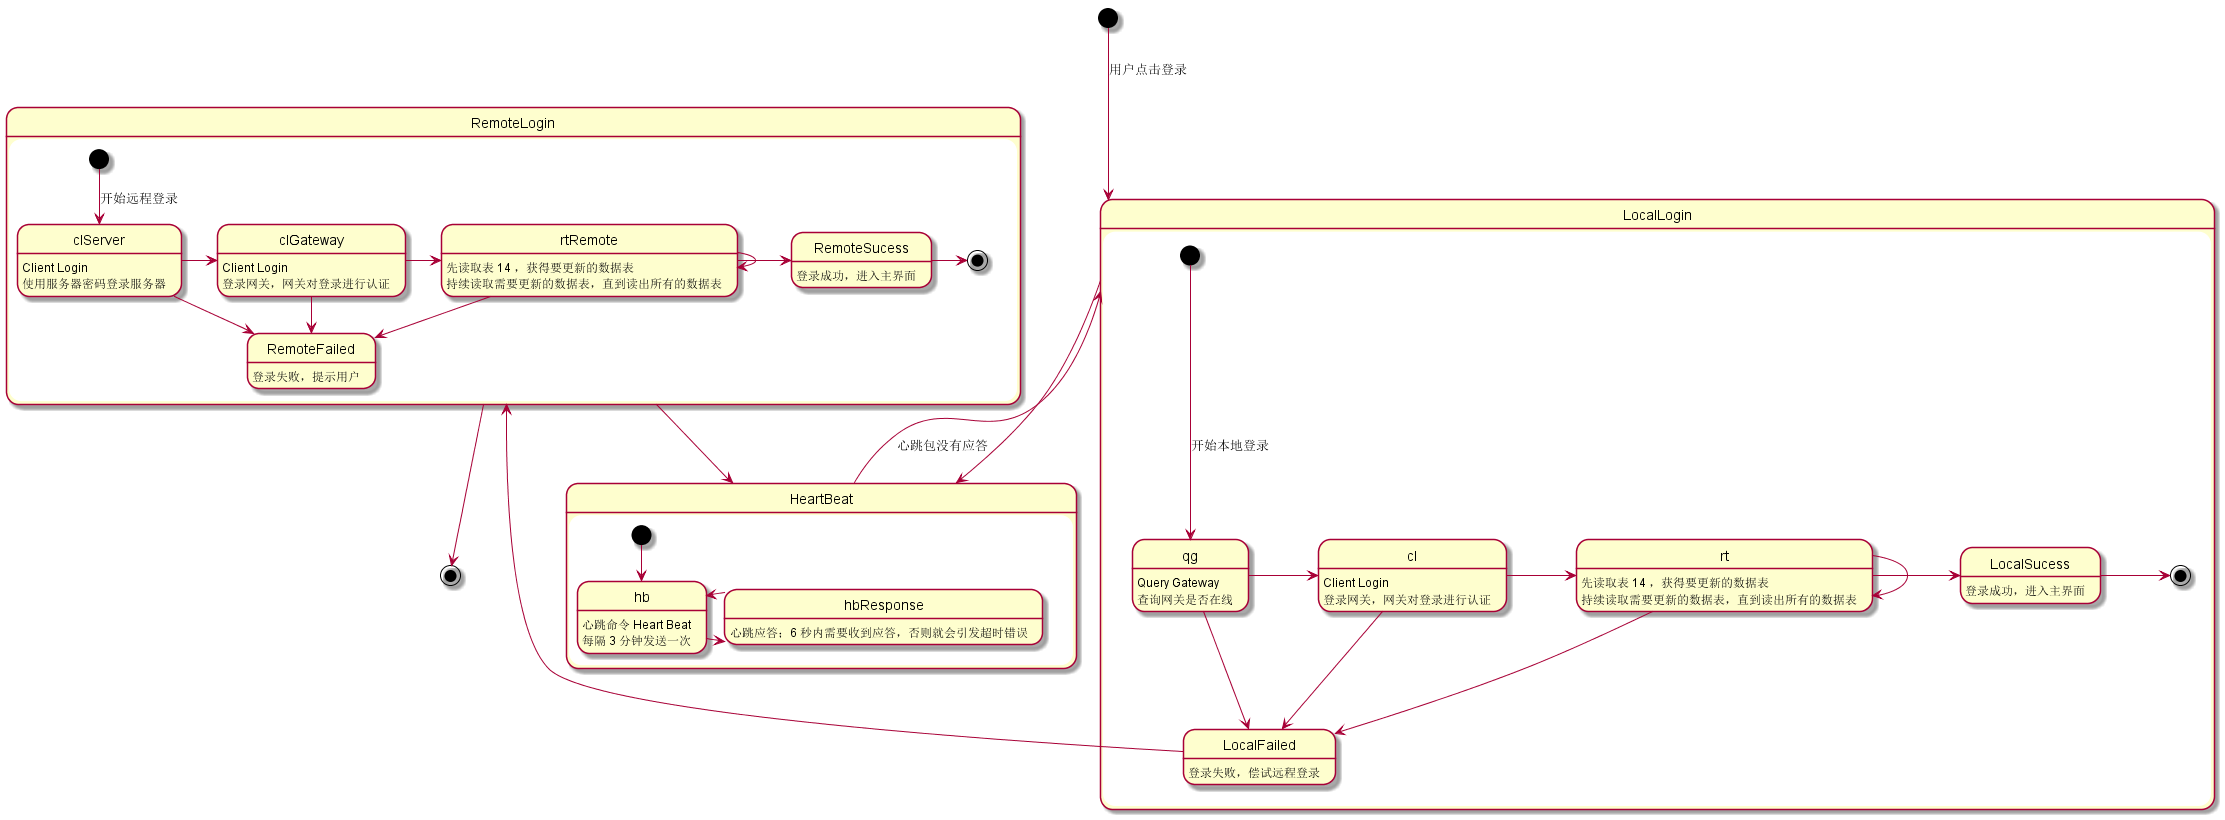 用户点击登录
RemoteLogin
开始远程登录
clServer
Client Login
使用服务器密码登录服务器
clGateway
Client Login
登录网关，网关对登录进行认证
rtRemote
先读取表 14 ，获得要更新的数据表
持续读取需要更新的数据表，直到读出所有的数据表
RemoteSucess
登录成功，进入主界面
RemoteFailed
登录失败，提示用户
LocalLogin
开始本地登录
qg
Query Gateway
查询网关是否在线
cl
Client Login
登录网关，网关对登录进行认证
rt
先读取表 14 ，获得要更新的数据表
持续读取需要更新的数据表，直到读出所有的数据表
LocalSucess
登录成功，进入主界面
LocalFailed
登录失败，偿试远程登录
心跳包没有应答
HeartBeat
hb
心跳命令 Heart Beat
每隔 3 分钟发送一次
hbResponse
心跳应答；6 秒内需要收到应答，否则就会引发超时错误